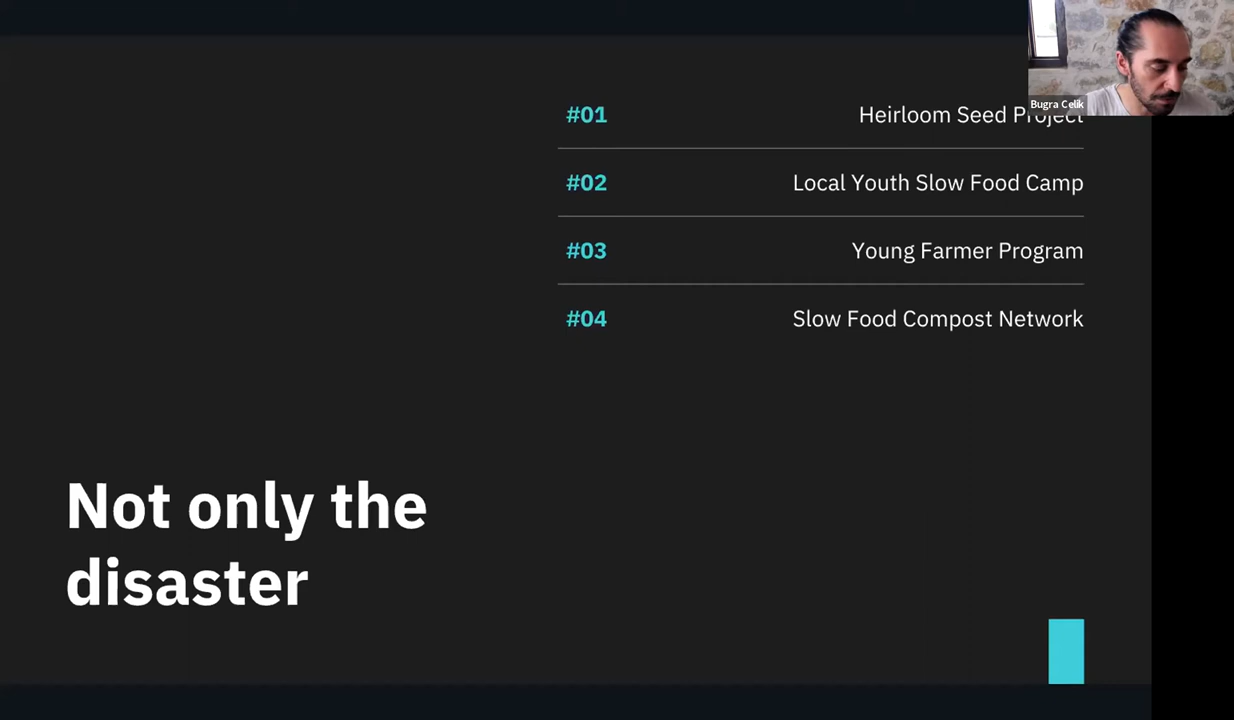 Bugra Celik
#01 Heirloom Seed Project
#02 Local Youth Slow Food Camp
#03 Young Farmer Program
#04 Slow Food Compost Network
Not only the
disaster